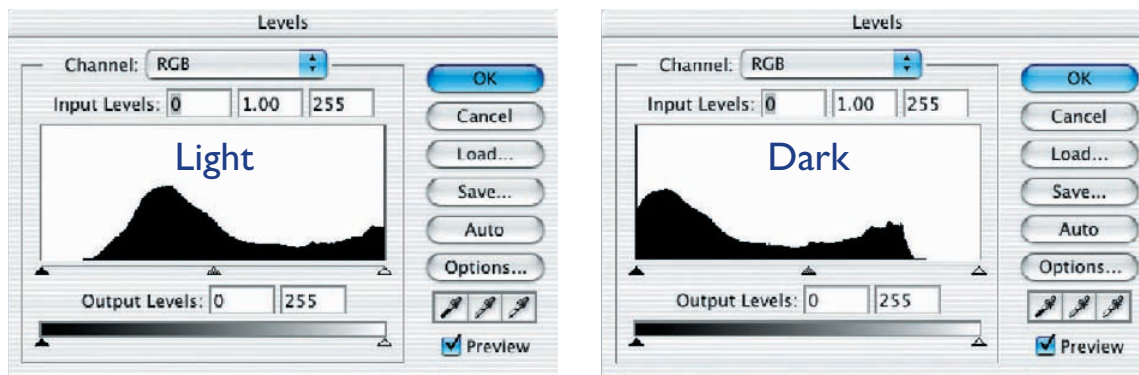 Levels
Channel: RGB
OK
Input Levels: 0 1.00 255
Cancel
Light
Load...
Save...
Auto
Options...
Output Levels: 0 255
Preview
Levels
Channel: RGB
OK
Input Levels: 0 1.00 255
Cancel
Dark
Load...
Save...
Auto
Options...
Output Levels: 0 255
Preview